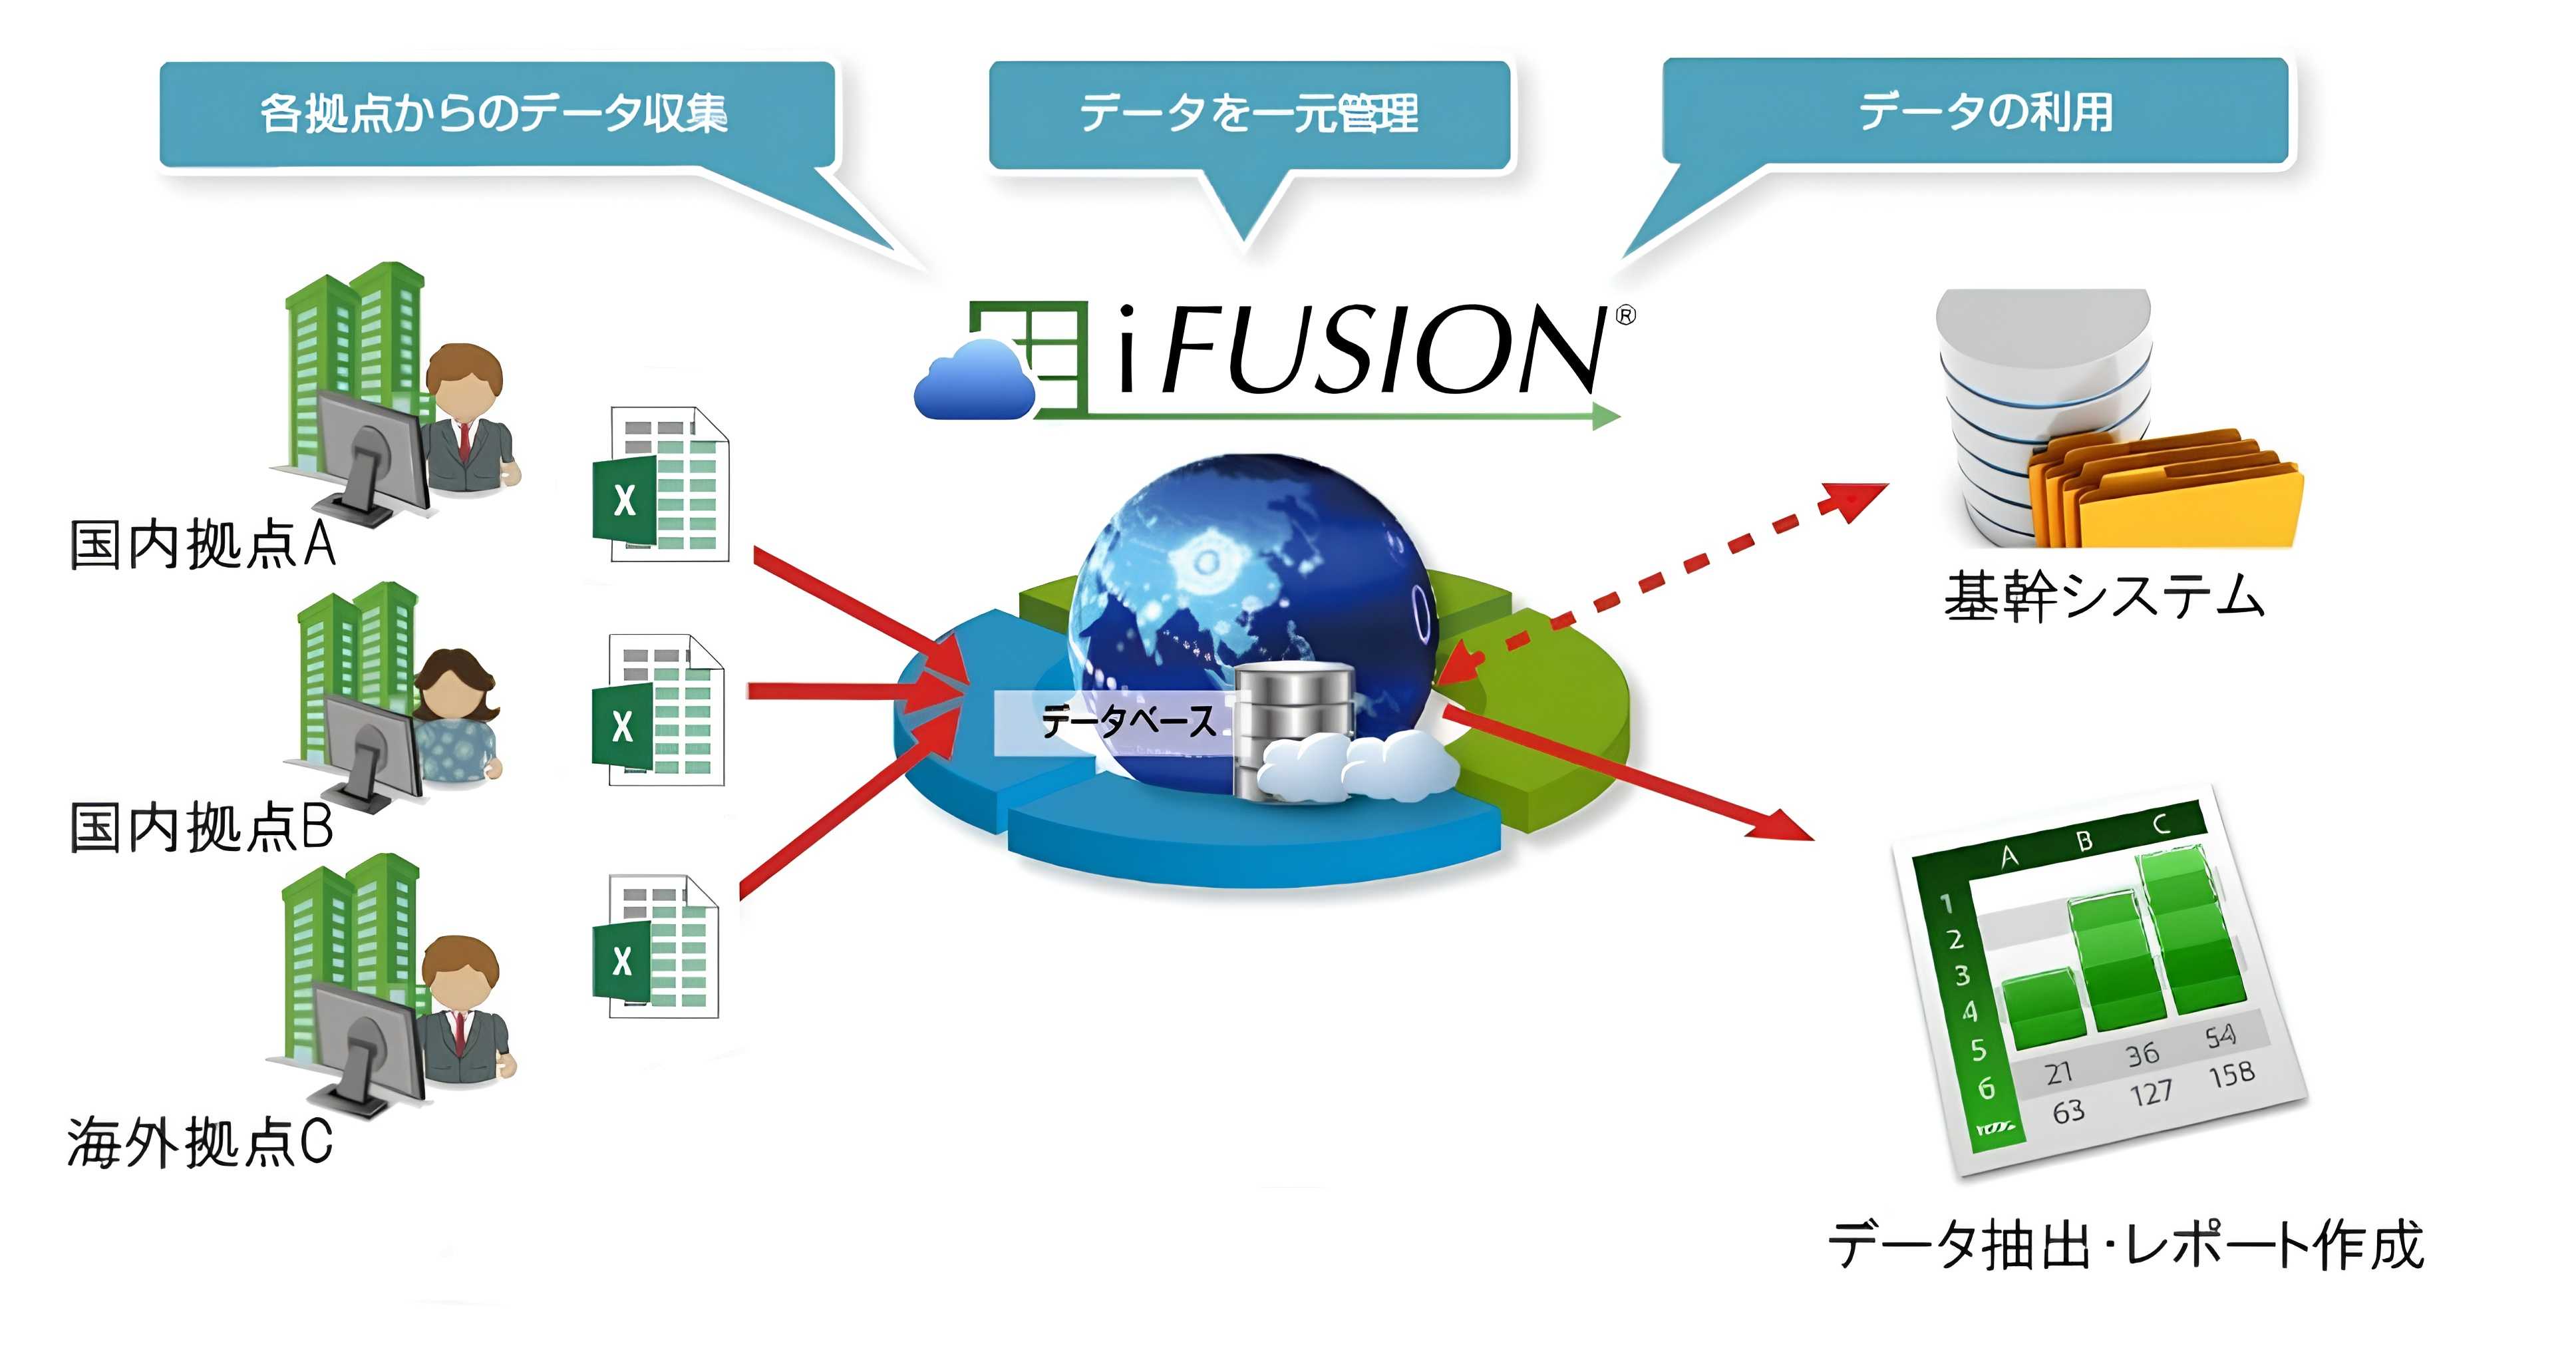 各拠点からのデータ収集
データを一元管理
データの利用
iFUSION®
国内拠点A
X
国内拠点B
X
海外拠点C
X
データベース
基幹システム
A B C
1
2
3
4
5
6
21 36 54
63 127 158
データ抽出・レポート作成